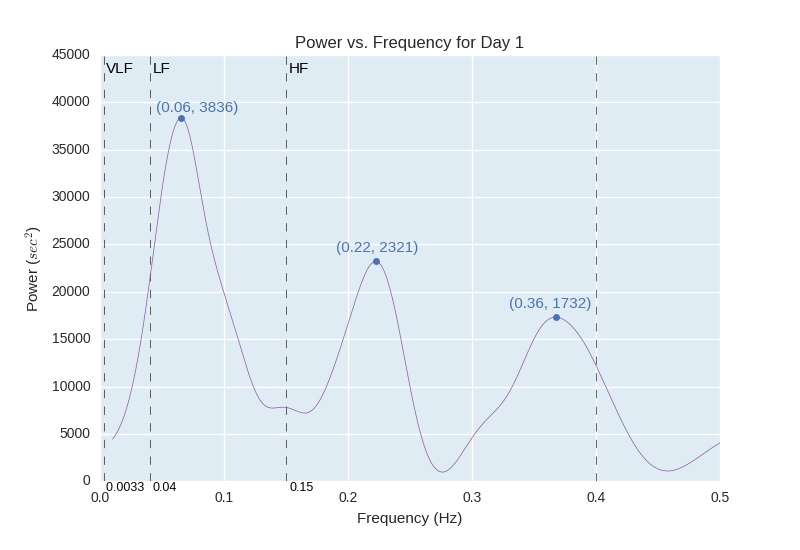 Power vs. Frequency for Day 1
45000
40000
35000
30000
25000
20000
15000
10000
5000
0
Power (sec²)
VLF
LF
HF
(0.06, 3836)
(0.22, 2321)
(0.36, 1732)
0.0033
0.04
0.15
0.0 0.1 0.2 0.3 0.4 0.5
Frequency (Hz)